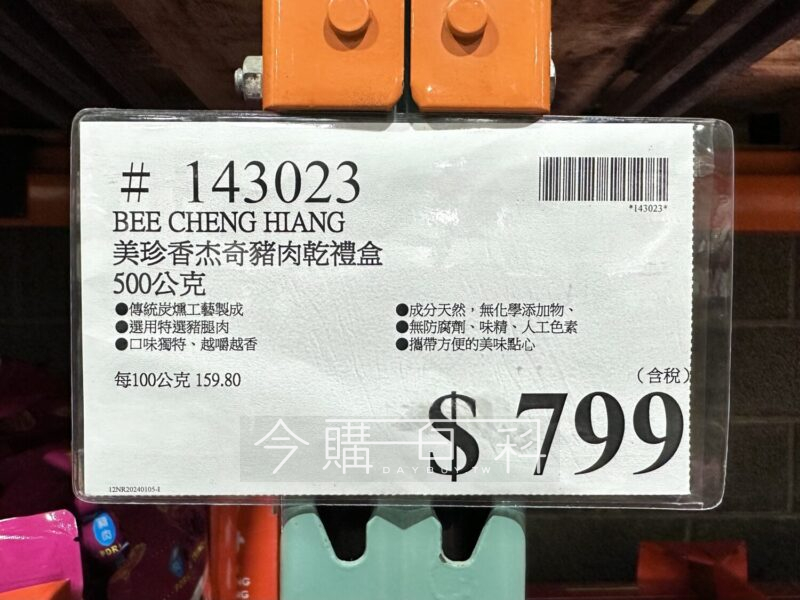 # 143023
*143023*
BEE CHENG HIANG
美珍香杰奇豬肉乾禮盒
500公克
●傳統炭燻工藝製成
●選用特選豬腿肉
●口味獨特、越嚼越香
●成分天然，無化學添加物、
●無防腐劑、味精、人工色素
●攜帶方便的美味點心
每100公克 159.80
（含稅）
$ 799
今購百科
12NR20240105-1
豬肉
POR